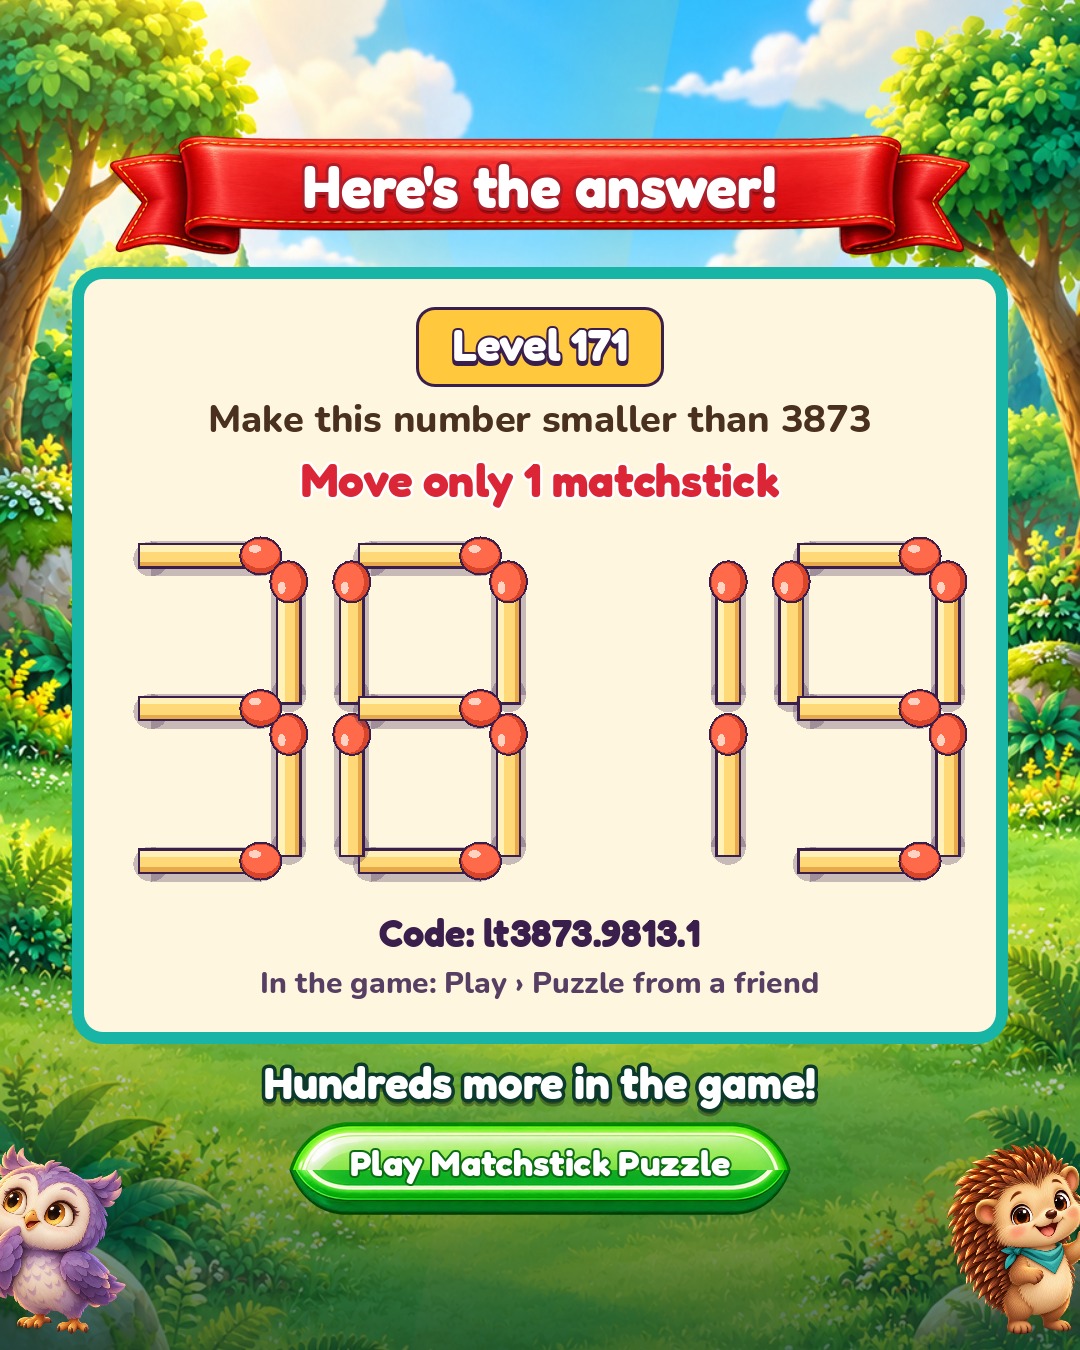 Here's the answer!
Level 171
Make this number smaller than 3873
Move only 1 matchstick
3819
Code: lt3873.9813.1
In the game: Play › Puzzle from a friend
Hundreds more in the game!
Play Matchstick Puzzle